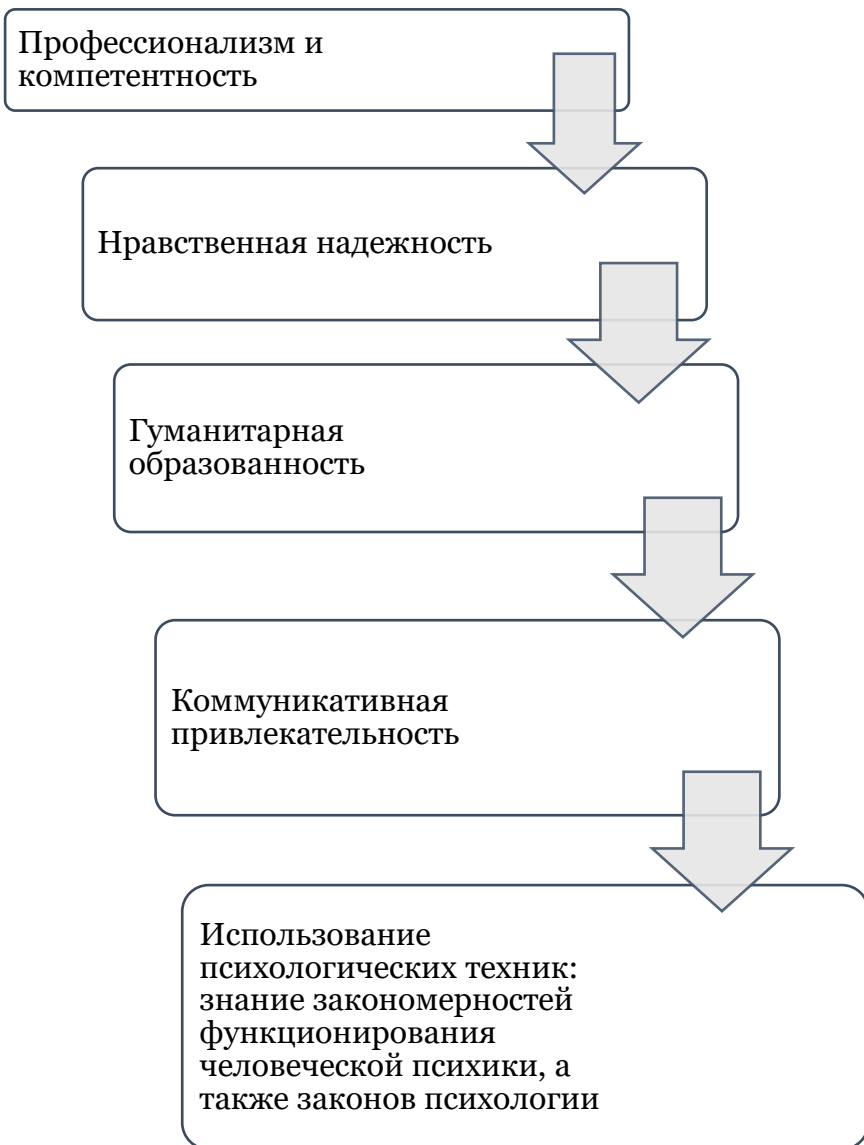 Профессионализм и
компетентность
Нравственная надежность
Гуманитарная
образованность
Коммуникативная
привлекательность
Использование
психологических техник:
знание закономерностей
функционирования
человеческой психики, а
также законов психологии